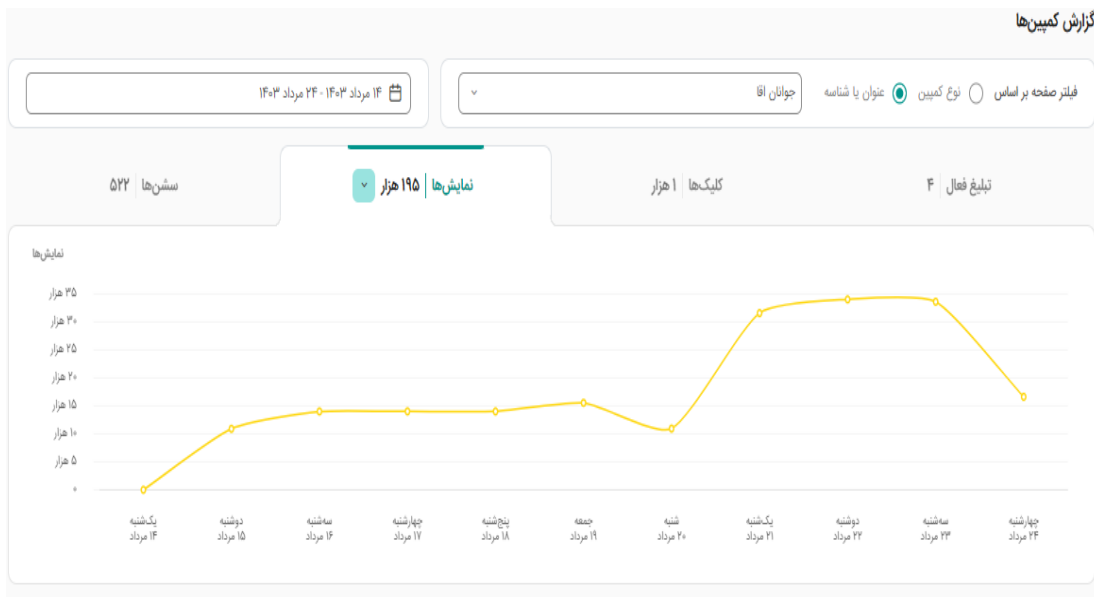 گزارش کمپین‌ها
فیلتر صفحه بر اساس نوع کمپین عنوان یا شناسه جوانان اقا
۱۴ مرداد ۱۴۰۳ - ۲۴ مرداد ۱۴۰۳
تبلیغ فعال ۴
کلیک‌ها ۱ هزار
نمایش‌ها ۱۹۵ هزار
سشن‌ها ۵۲۲
نمایش‌ها
۳۵ هزار
۳۰ هزار
۲۵ هزار
۲۰ هزار
۱۵ هزار
۱۰ هزار
۵ هزار
۰
یک‌شنبه
۱۴ مرداد
دوشنبه
۱۵ مرداد
سه‌شنبه
۱۶ مرداد
چهارشنبه
۱۷ مرداد
پنج‌شنبه
۱۸ مرداد
جمعه
۱۹ مرداد
شنبه
۲۰ مرداد
یک‌شنبه
۲۱ مرداد
دوشنبه
۲۲ مرداد
سه‌شنبه
۲۳ مرداد
چهارشنبه
۲۴ مرداد